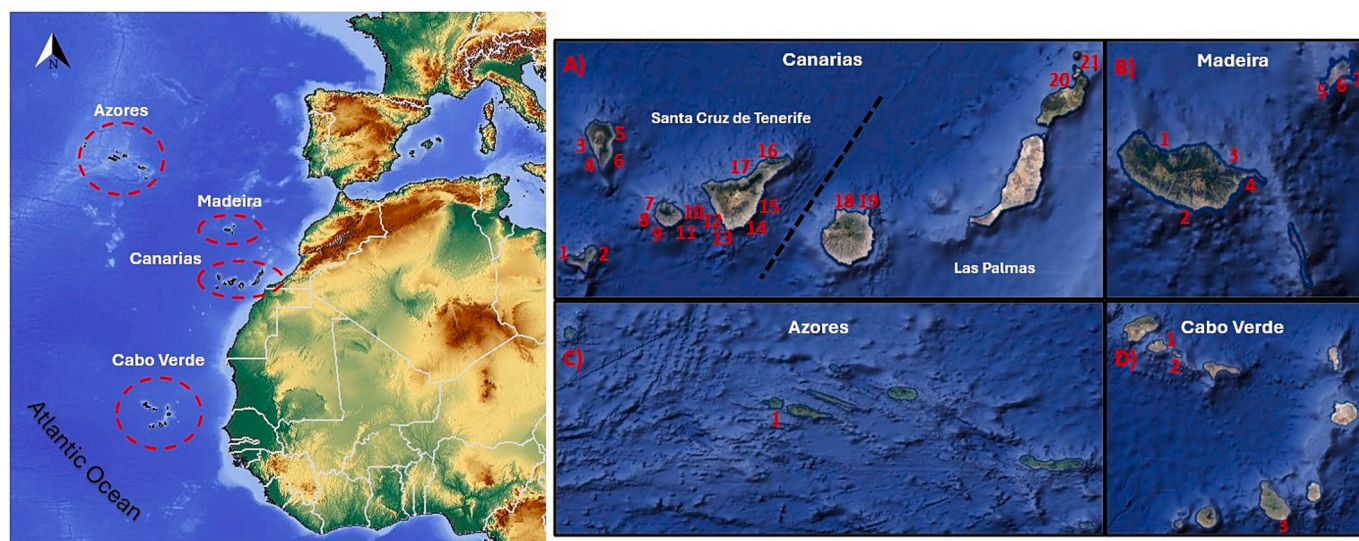 N
Azores
Madeira
Canarias
Cabo Verde
Atlantic Ocean
A)
Canarias
Santa Cruz de Tenerife
Las Palmas
1
2
3
4
5
6
7
8
9
10
11
12
13
14
15
16
17
18 19
20
21
B)
Madeira
1
2
3
4
5
6
C)
Azores
1
D)
Cabo Verde
1
2
3